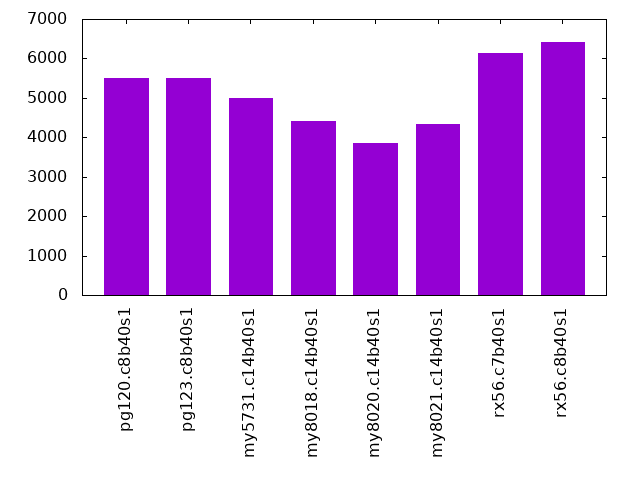 7000
6000
5000
4000
3000
2000
1000
0
pg120.c8b40s1
pg123.c8b40s1
my5731.c14b40s1
my8018.c14b40s1
my8020.c14b40s1
my8021.c14b40s1
rx56.c7b40s1
rx56.c8b40s1